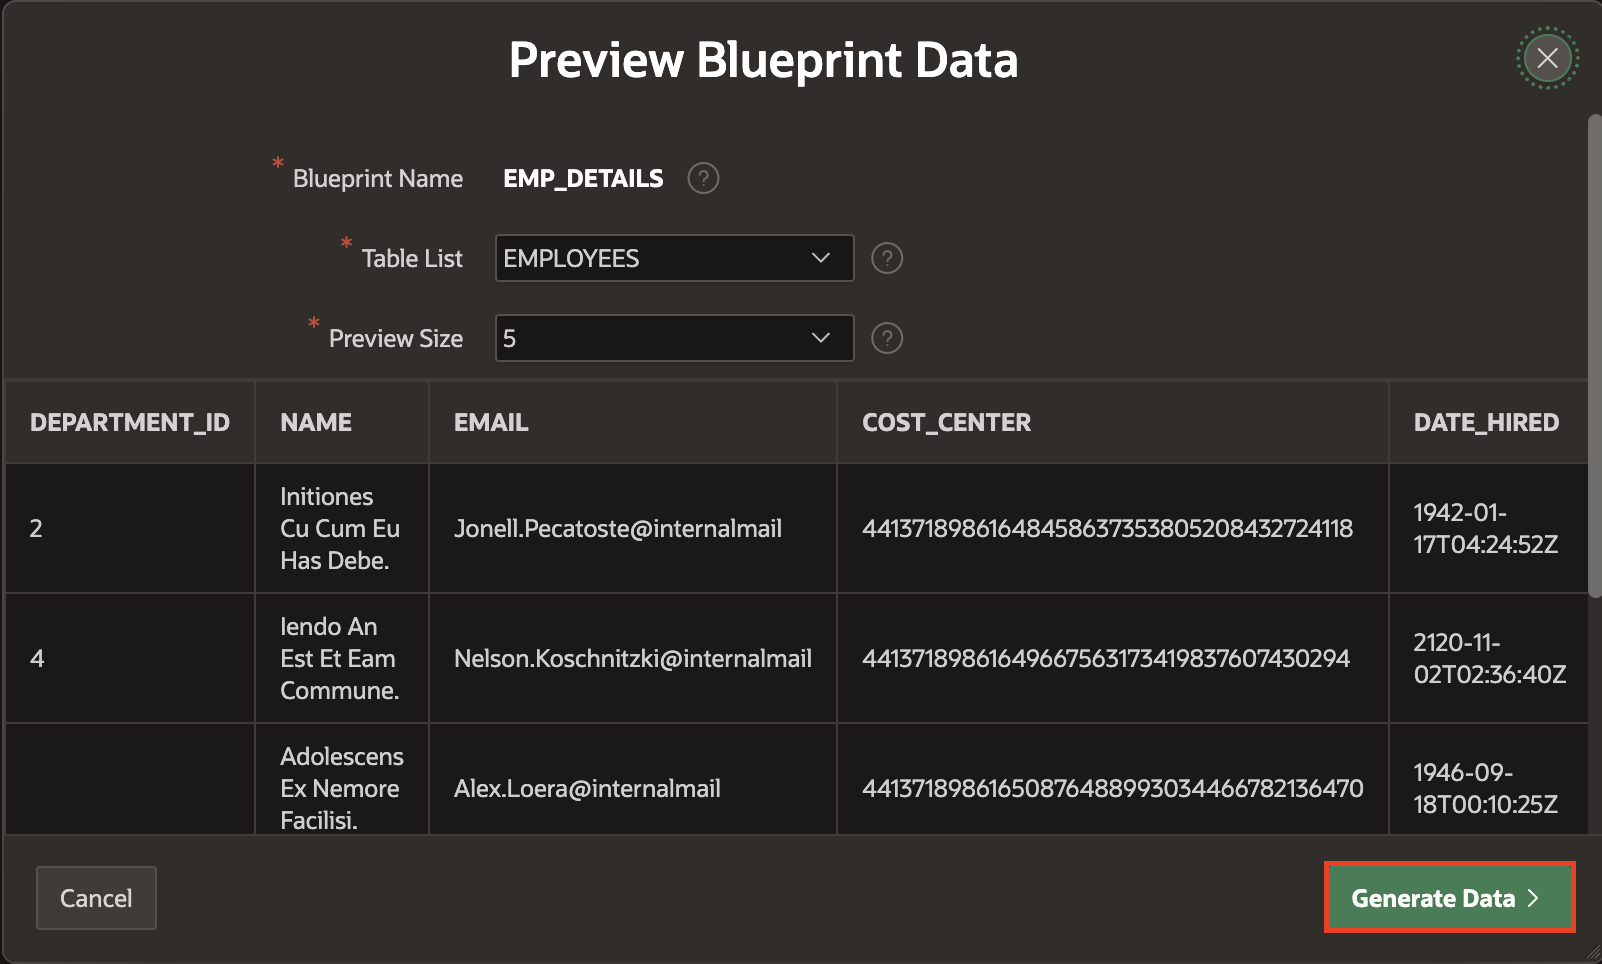 Preview Blueprint Data
* Blueprint Name EMP_DETAILS ?
* Table List EMPLOYEES ?
* Preview Size 5 ?
DEPARTMENT_ID NAME EMAIL COST_CENTER DATE_HIRED
2
Initiones
Cu Cum Eu
Has Debe.
Jonell.Pecatoste@internalmail
44137189861648458637353805208432724118
1942-01-
17T04:24:52Z
4
Iendo An
Est Et Eam
Commune.
Nelson.Koschnitzki@internalmail
44137189861649667563173419837607430294
2120-11-
02T02:36:40Z
Adolescens
Ex Nemore
Facilisi.
Alex.Loera@internalmail
44137189861650876488993034466782136470
1946-09-
18T00:10:25Z
Cancel
Generate Data